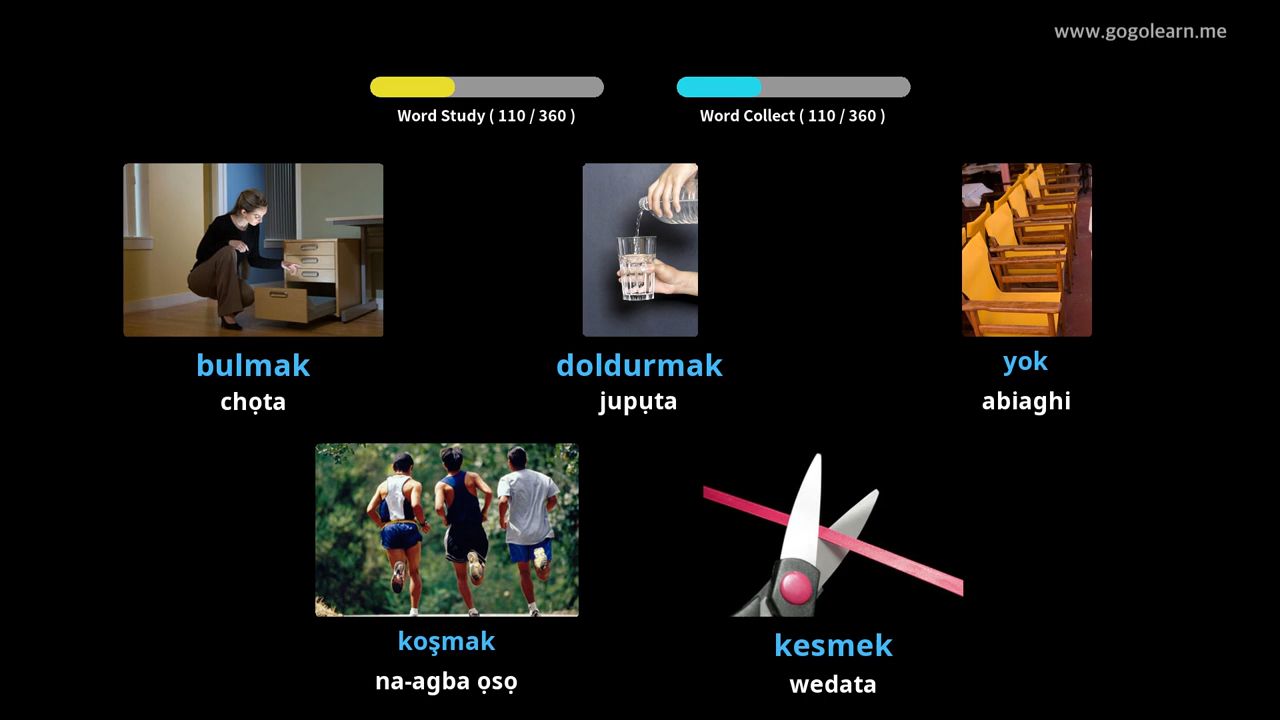 www.gogolearn.me
Word Study ( 110 / 360 )
Word Collect ( 110 / 360 )
bulmak
chọta
doldurmak
jupụta
yok
abiaghi
koşmak
na-agba ọsọ
kesmek
wedata